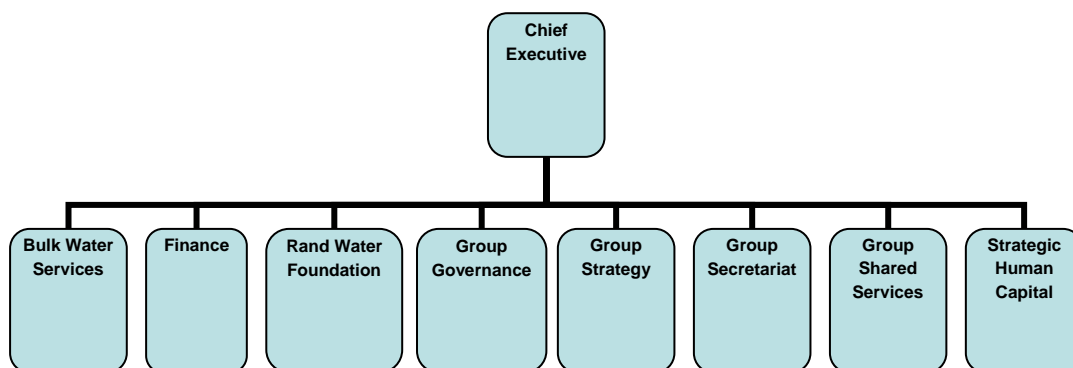 Chief
Executive
Bulk Water
Services
Finance
Rand Water
Foundation
Group
Governance
Group
Strategy
Group
Secretariat
Group
Shared
Services
Strategic
Human
Capital